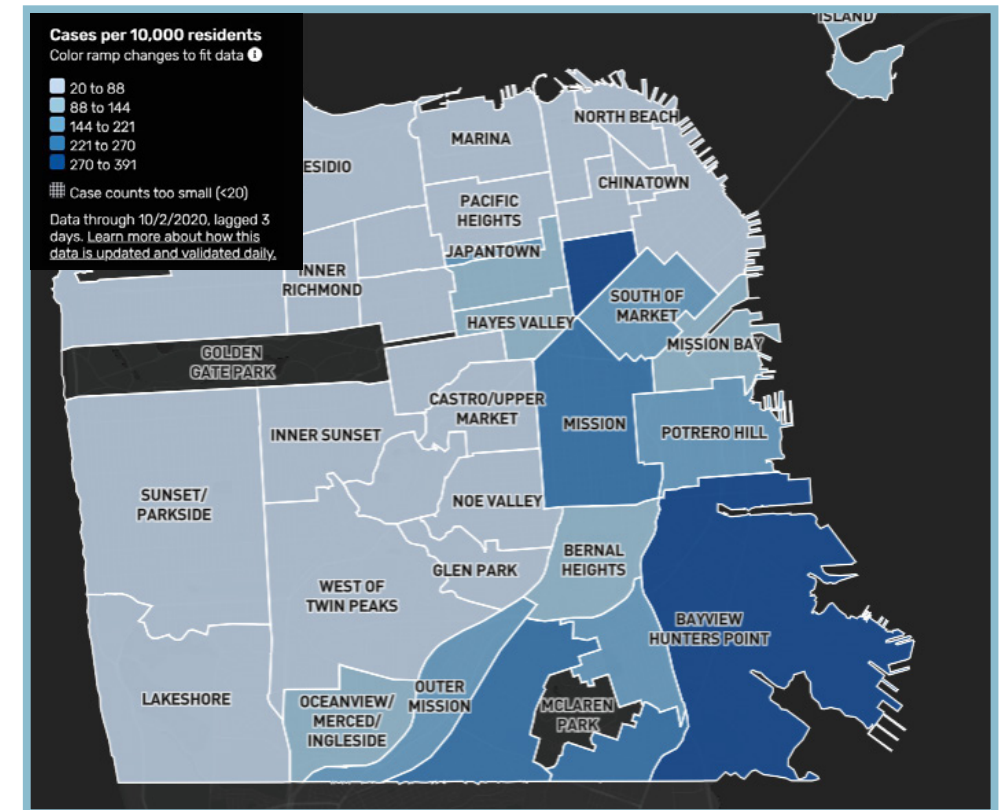 Cases per 10,000 residents
Color ramp changes to fit data
20 to 88
88 to 144
144 to 221
221 to 270
270 to 391
Case counts too small (<20)
Data through 10/2/2020, lagged 3
days. Learn more about how this
data is updated and validated daily.
ISLAND
ESIDIO
MARINA
NORTH BEACH
CHINATOWN
PACIFIC
HEIGHTS
JAPANTOWN
INNER
RICHMOND
SOUTH OF
MARKET
HAYES VALLEY
MISSION BAY
GOLDEN
GATE PARK
CASTRO/UPPER
MARKET
MISSION
POTRERO HILL
INNER SUNSET
SUNSET/
PARKSIDE
NOE VALLEY
BERNAL
HEIGHTS
GLEN PARK
WEST OF
TWIN PEAKS
BAYVIEW
HUNTERS POINT
LAKESHORE
OCEANVIEW/
MERCED/
INGLESIDE
OUTER
MISSION
MCLAREN
PARK